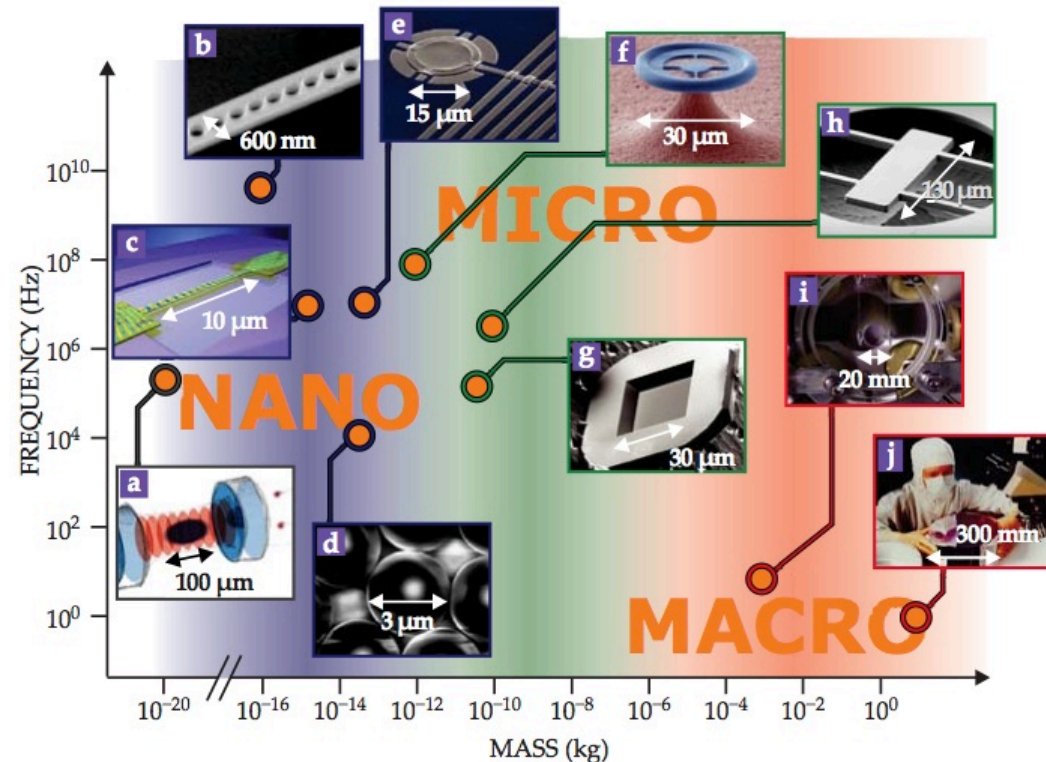 b
600 nm
e
15 µm
f
30 µm
h
130 µm
c
10 µm
MICRO
NANO
i
20 mm
g
30 µm
a
100 µm
d
3 µm
j
300 mm
MACRO
FREQUENCY (Hz)
10¹⁰
10⁸
10⁶
10⁴
10²
10⁰
10⁻²⁰
10⁻¹⁶
10⁻¹⁴
10⁻¹²
10⁻¹⁰
10⁻⁸
10⁻⁶
10⁻⁴
10⁻²
10⁰
MASS (kg)